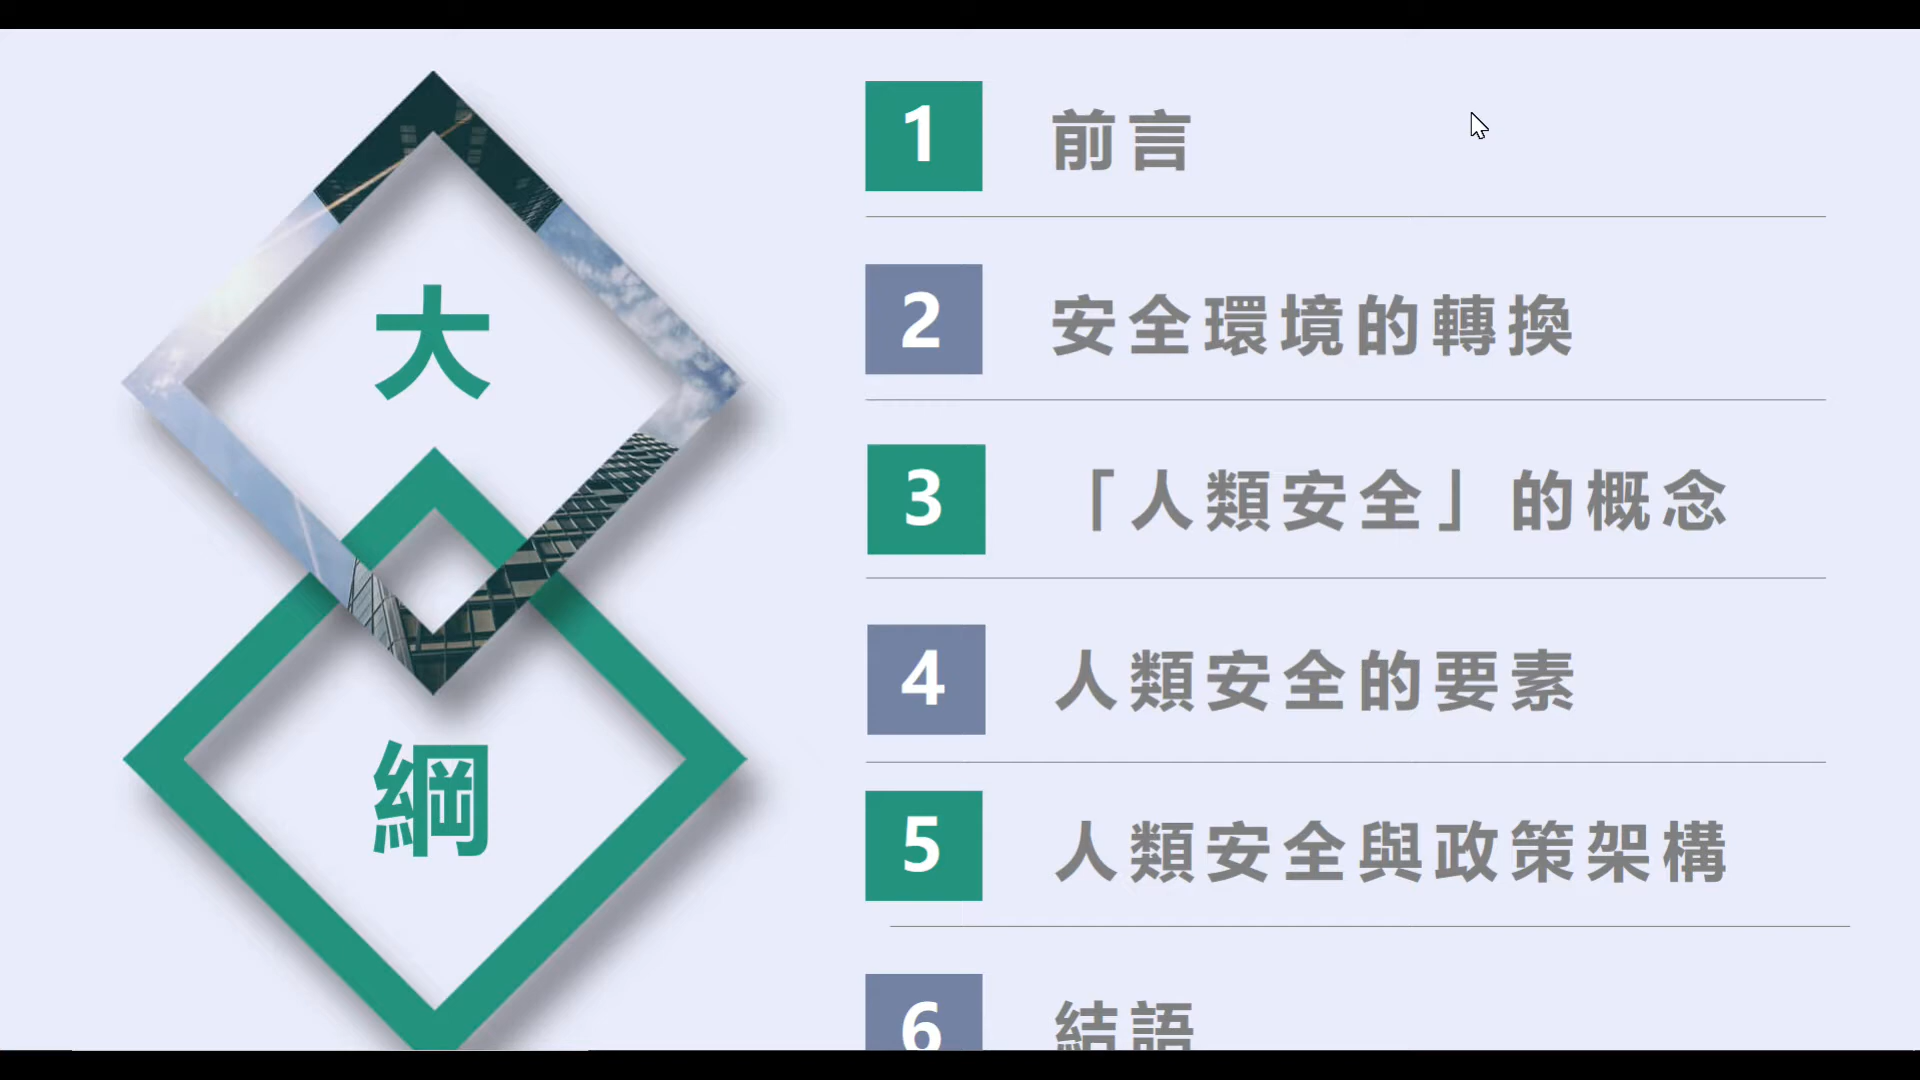 大
綱
1 前言
2 安全環境的轉換
3 「人類安全」的概念
4 人類安全的要素
5 人類安全與政策架構
6 結語